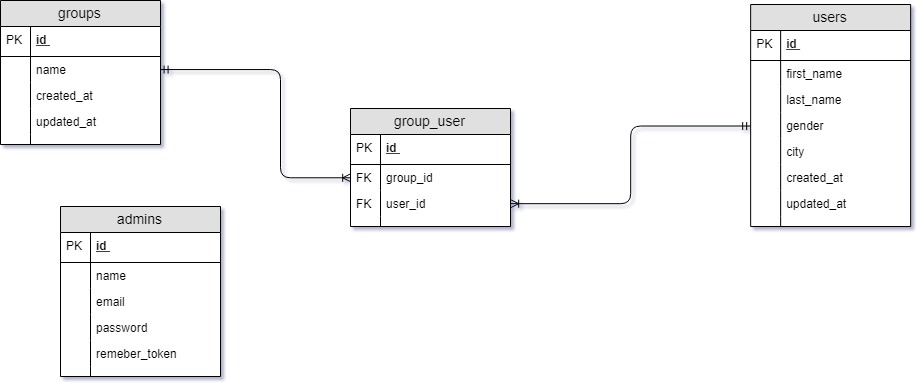 groups
PK id
name
created_at
updated_at
users
PK id
first_name
last_name
gender
city
created_at
updated_at
group_user
PK id
FK group_id
FK user_id
admins
PK id
name
email
password
remeber_token